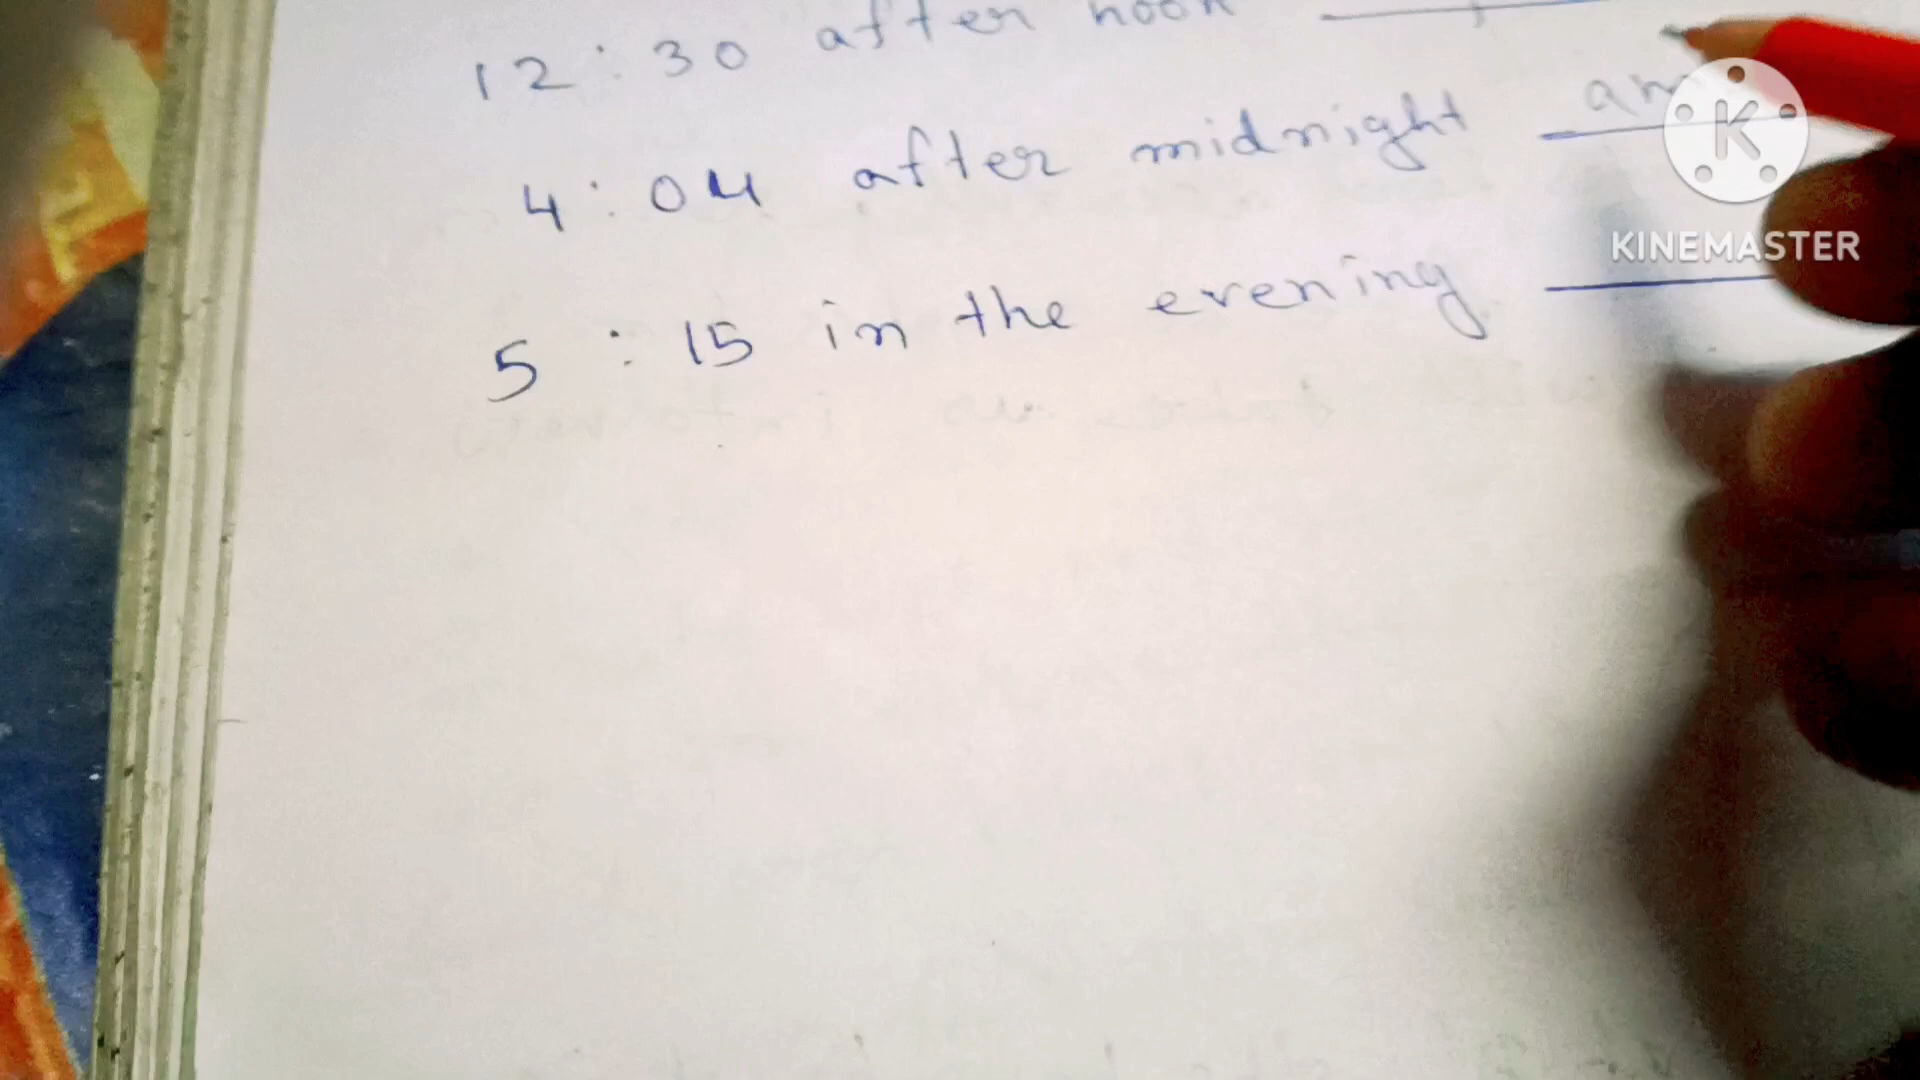 12:30 after noon
4:04 after midnight am
5:15 in the evening
KINEMASTER